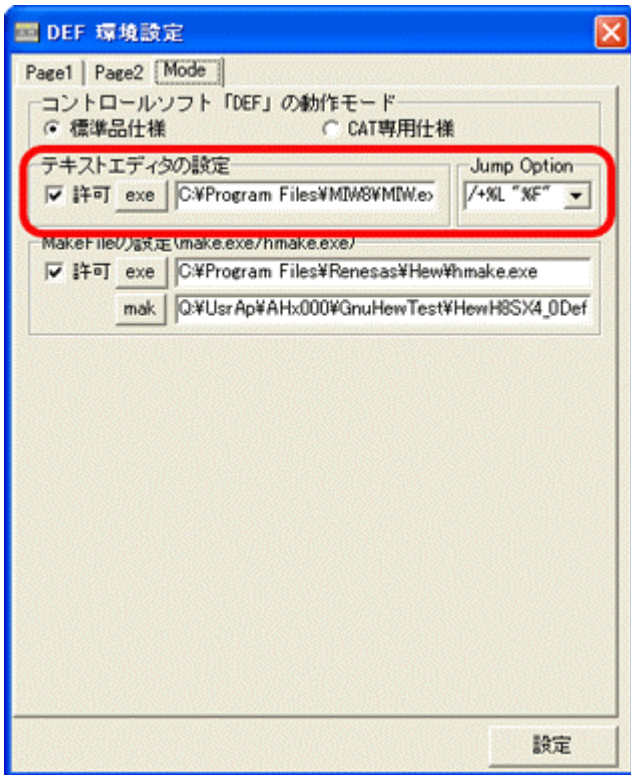 DEF 環境設定
Page1 Page2 Mode
コントロールソフト「DEF」の動作モード
標準品仕様 CAT専用仕様
テキストエディタの設定 Jump Option
許可 exe C:¥Program Files¥MIW8¥MIW.ex /+%L "%F"
MakeFileの設定(make.exe/hmake.exe)
許可 exe C:¥Program Files¥Renesas¥Hew¥hmake.exe
mak Q:¥UsrAp¥AHx000¥GnuHewTest¥HewH8SX4_0Def
設定